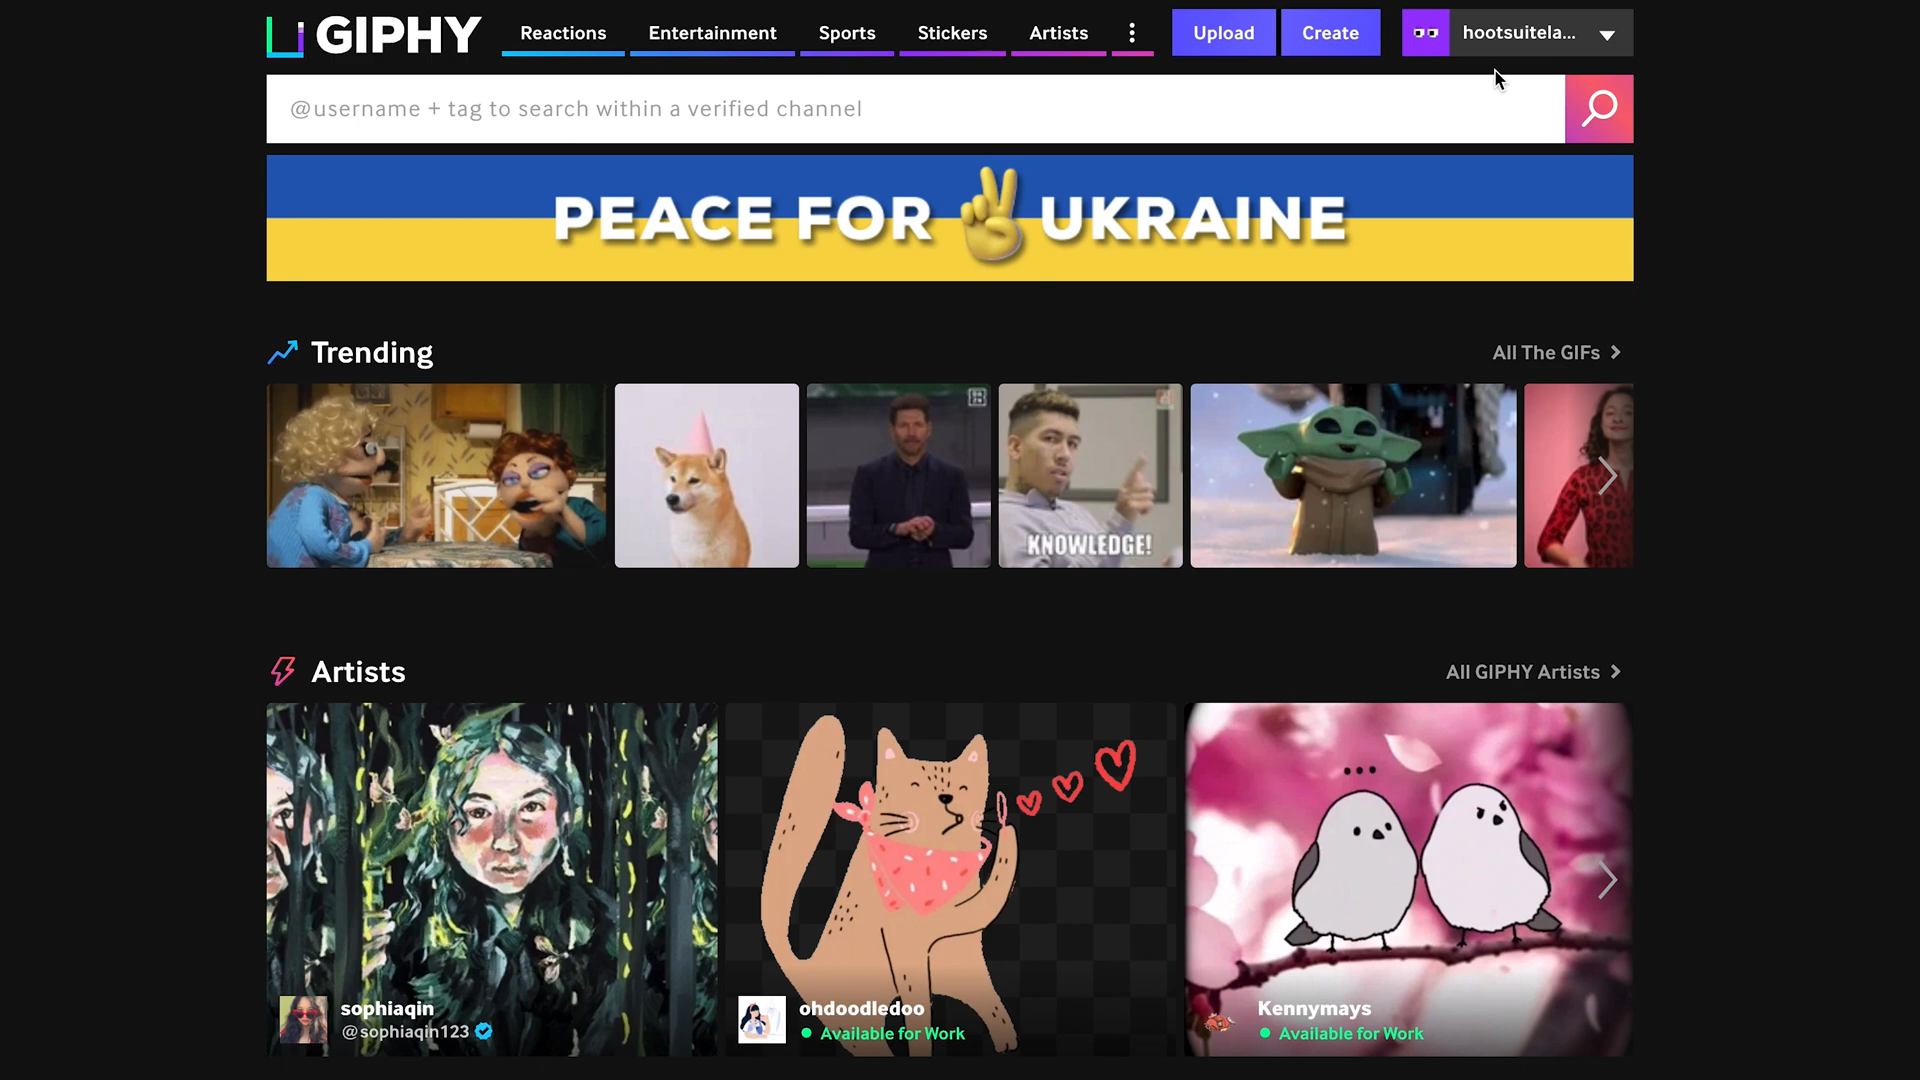 GIPHY
Reactions
Entertainment
Sports
Stickers
Artists
Upload
Create
hootsuitela...
@username + tag to search within a verified channel
PEACE FOR ✌ UKRAINE
Trending
All The GIFs
KNOWLEDGE!
Artists
All GIPHY Artists
sophiaqin
@sophiaqin123
ohdoodledoo
Available for Work
Kennymays
Available for Work